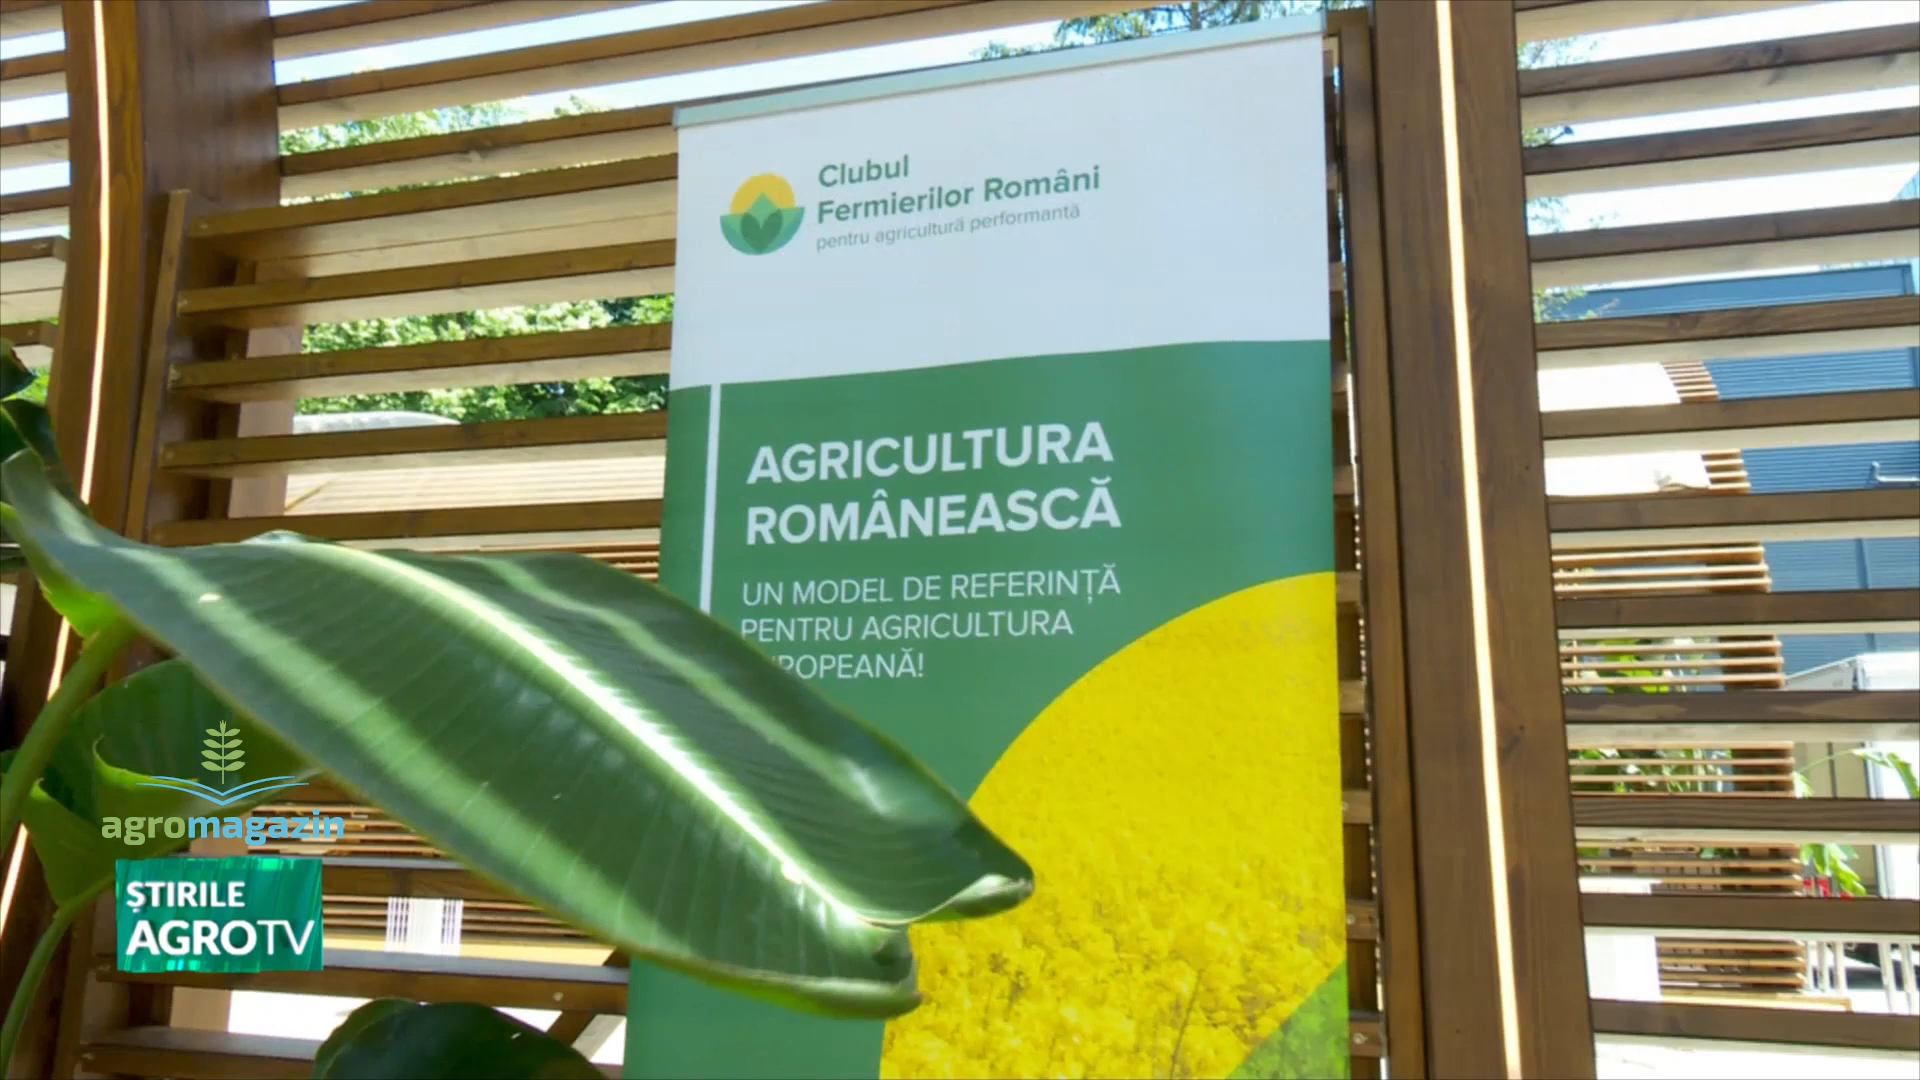 Clubul
Fermierilor Români
pentru agricultură performantă
AGRICULTURA
ROMÂNEASCĂ
UN MODEL DE REFERINȚĂ
PENTRU AGRICULTURA
agromagazin
ȘTIRILE
AGROTV